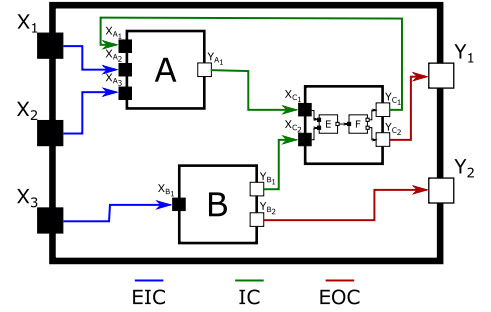 X1
XA1
YA1
A
XA2
XA3
Y1
X2
XC1
YC1
E
F
XC2
YC2
X3
XB1
B
YB1
YB2
Y2
EIC
IC
EOC